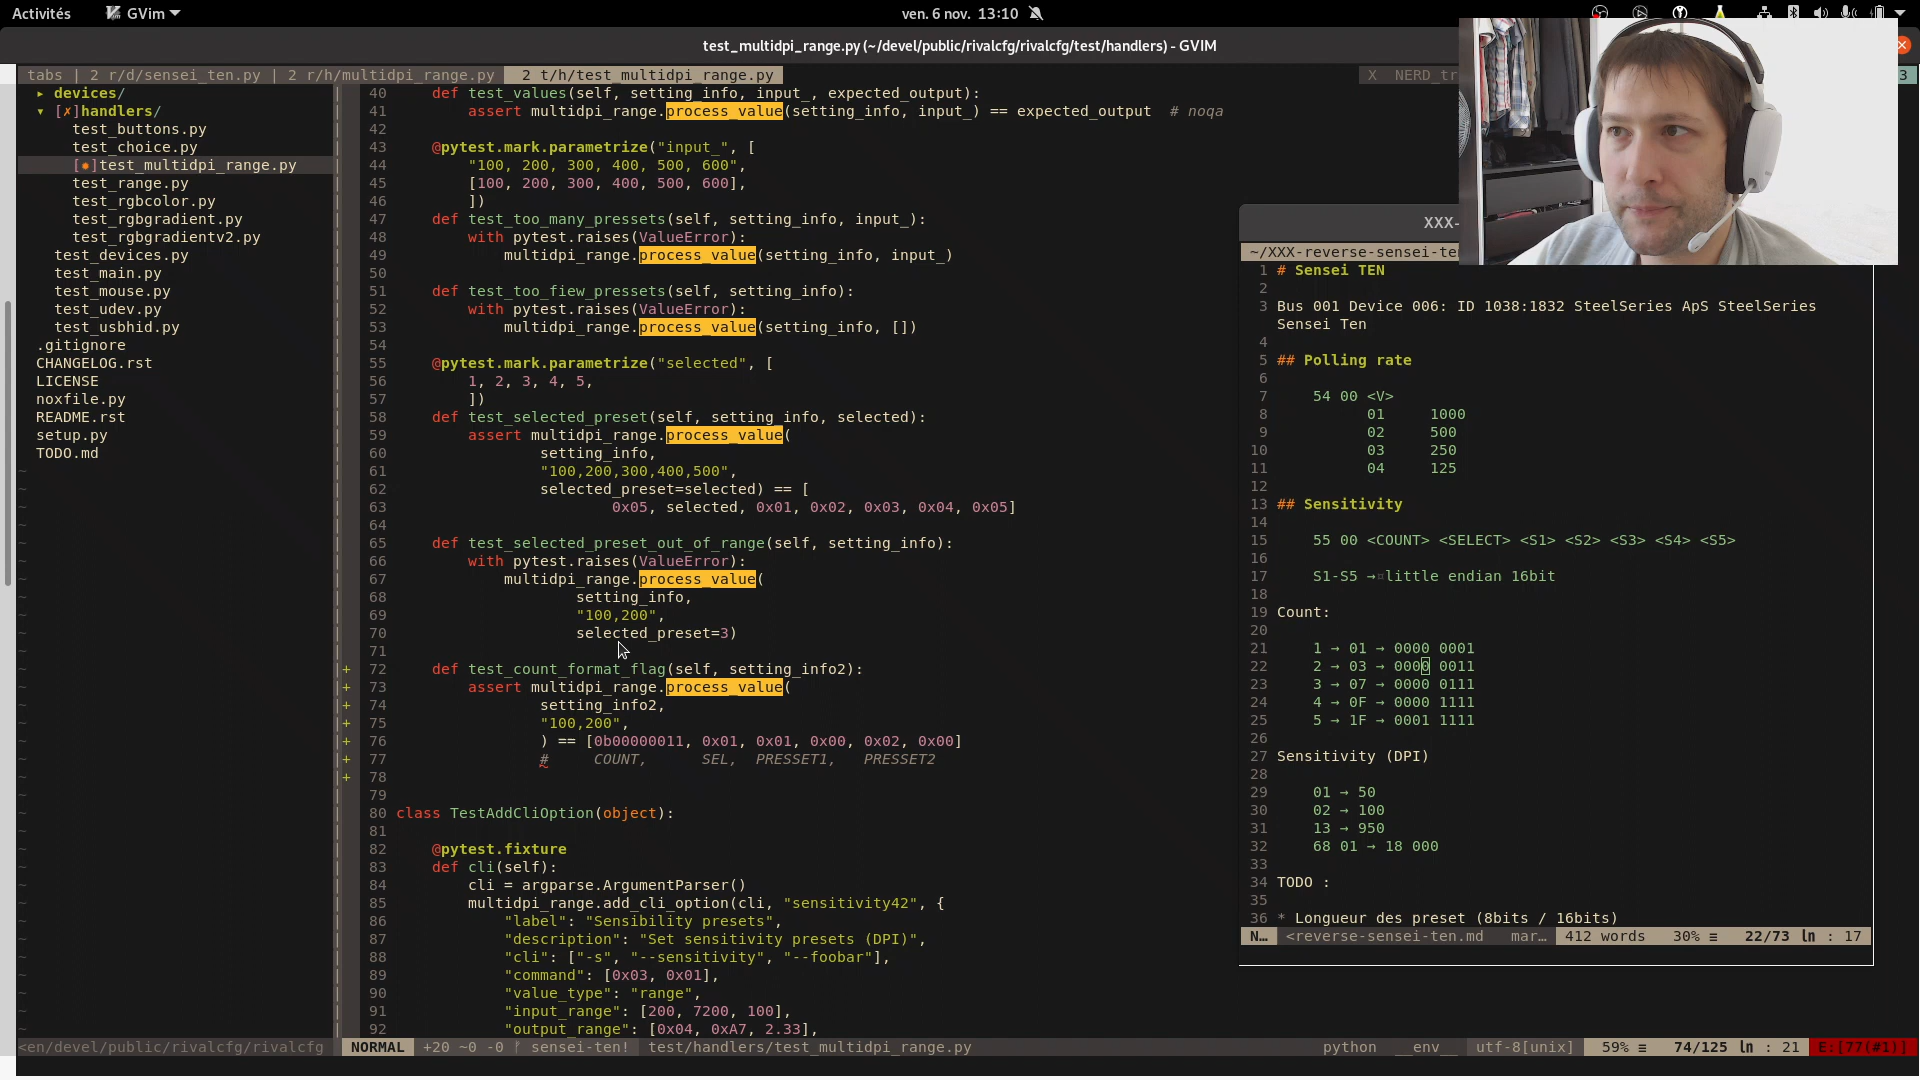 Activités GVim ven. 6 nov. 13:10
test_multidpi_range.py (~/devel/public/rivalcfg/rivalcfg/test/handlers) - GVIM
tabs | 2 r/d/sensei_ten.py | 2 r/h/multidpi_range.py 2 t/h/test_multidpi_range.py X NERD_tr 3
▸ devices/
▾ [✗]handlers/
test_buttons.py
test_choice.py
[●]test_multidpi_range.py
test_range.py
test_rgbcolor.py
test_rgbgradient.py
test_rgbgradientv2.py
test_devices.py
test_main.py
test_mouse.py
test_udev.py
test_usbhid.py
.gitignore
CHANGELOG.rst
LICENSE
noxfile.py
README.rst
setup.py
TODO.md
<en/devel/public/rivalcfg/rivalcfg
40 def test_values(self, setting_info, input_, expected_output):
41 assert multidpi_range.process_value(setting_info, input_) == expected_output # noqa
42
43 @pytest.mark.parametrize("input_", [
44 "100, 200, 300, 400, 500, 600",
45 [100, 200, 300, 400, 500, 600],
46 ])
47 def test_too_many_pressets(self, setting_info, input_):
48 with pytest.raises(ValueError):
49 multidpi_range.process_value(setting_info, input_)
50
51 def test_too_fiew_pressets(self, setting_info):
52 with pytest.raises(ValueError):
53 multidpi_range.process_value(setting_info, [])
54
55 @pytest.mark.parametrize("selected", [
56 1, 2, 3, 4, 5,
57 ])
58 def test_selected_preset(self, setting_info, selected):
59 assert multidpi_range.process_value(
60 setting_info,
61 "100,200,300,400,500",
62 selected_preset=selected) == [
63 0x05, selected, 0x01, 0x02, 0x03, 0x04, 0x05]
64
65 def test_selected_preset_out_of_range(self, setting_info):
66 with pytest.raises(ValueError):
67 multidpi_range.process_value(
68 setting_info,
69 "100,200",
70 selected_preset=3)
71
+ 72 def test_count_format_flag(self, setting_info2):
+ 73 assert multidpi_range.process_value(
+ 74 setting_info2,
+ 75 "100,200",
+ 76 ) == [0b00000011, 0x01, 0x01, 0x00, 0x02, 0x00]
+ 77 # COUNT, SEL, PRESSET1, PRESSET2
+ 78
79
80 class TestAddCliOption(object):
81
82 @pytest.fixture
83 def cli(self):
84 cli = argparse.ArgumentParser()
85 multidpi_range.add_cli_option(cli, "sensitivity42", {
86 "label": "Sensibility presets",
87 "description": "Set sensitivity presets (DPI)",
88 "cli": ["-s", "--sensitivity", "--foobar"],
89 "command": [0x03, 0x01],
90 "value_type": "range",
91 "input_range": [200, 7200, 100],
92 "output_range": [0x04, 0xA7, 2.33],
NORMAL +20 ~0 -0 ᚠ sensei-ten! test/handlers/test_multidpi_range.py python __env__ utf-8[unix] 59% ≡ 74/125 ㏑ : 21 E:[77(#1)]
XXX-
~/XXX-reverse-sensei-te
1 # Sensei TEN
2
3 Bus 001 Device 006: ID 1038:1832 SteelSeries ApS SteelSeries
Sensei Ten
4
5 ## Polling rate
6
7 54 00 <V>
8 01 1000
9 02 500
10 03 250
11 04 125
12
13 ## Sensitivity
14
15 55 00 <COUNT> <SELECT> <S1> <S2> <S3> <S4> <S5>
16
17 S1-S5 → little endian 16bit
18
19 Count:
20
21 1 → 01 → 0000 0001
22 2 → 03 → 0000 0011
23 3 → 07 → 0000 0111
24 4 → 0F → 0000 1111
25 5 → 1F → 0001 1111
26
27 Sensitivity (DPI)
28
29 01 → 50
30 02 → 100
31 13 → 950
32 68 01 → 18 000
33
34 TODO :
35
36 * Longueur des preset (8bits / 16bits)
N… <reverse-sensei-ten.md mar… 412 words 30% ≡ 22/73 ㏑ : 17